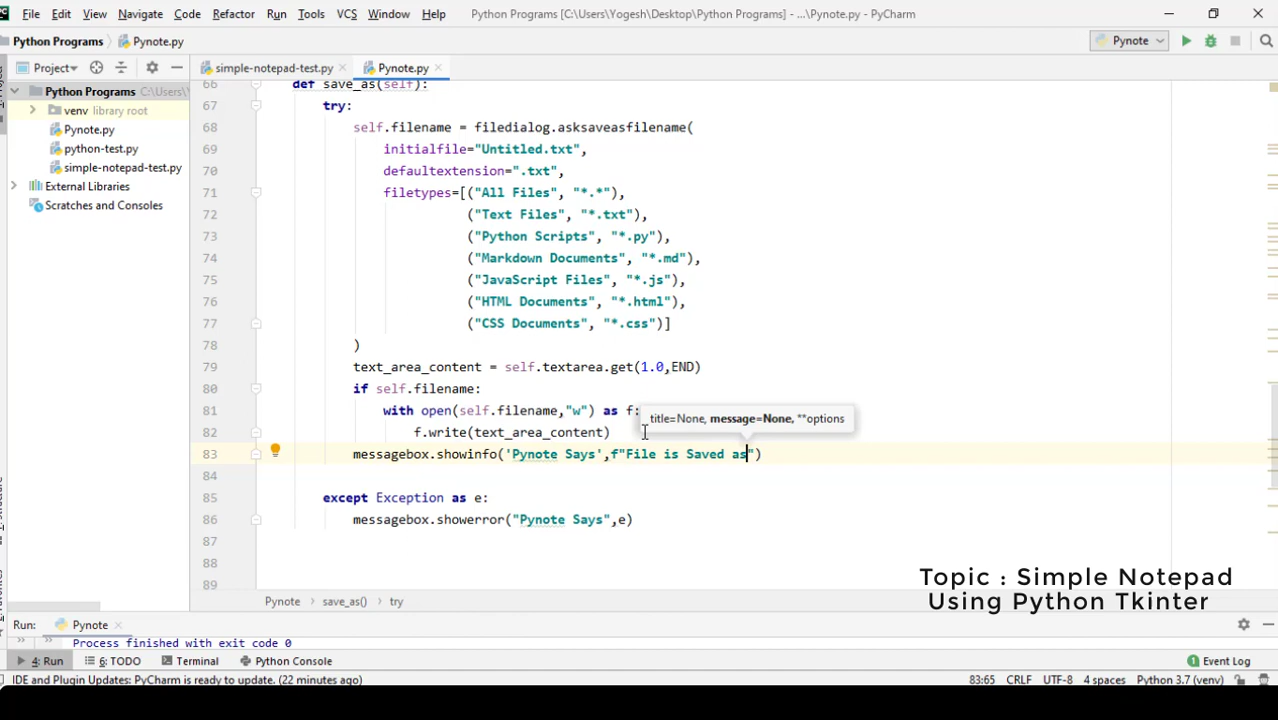 File Edit View Navigate Code Refactor Run Tools VCS Window Help Python Programs [C:\Users\Yogesh\Desktop\Python Programs] - ...\Pynote.py - PyCharm
Python Programs Pynote.py Pynote
Project simple-notepad-test.py Pynote.py
Python Programs C:\Users\Y
venv library root
Pynote.py
python-test.py
simple-notepad-test.py
External Libraries
Scratches and Consoles
66 def save_as(self):
67 try:
68 self.filename = filedialog.asksaveasfilename(
69 initialfile="Untitled.txt",
70 defaultextension=".txt",
71 filetypes=[("All Files", "*.*"),
72 ("Text Files", "*.txt"),
73 ("Python Scripts", "*.py"),
74 ("Markdown Documents", "*.md"),
75 ("JavaScript Files", "*.js"),
76 ("HTML Documents", "*.html"),
77 ("CSS Documents", "*.css")]
78 )
79 text_area_content = self.textarea.get(1.0,END)
80 if self.filename:
81 with open(self.filename,"w") as f:
title=None, message=None, **options
82 f.write(text_area_content)
83 messagebox.showinfo('Pynote Says',f"File is Saved as")
84
85 except Exception as e:
86 messagebox.showerror("Pynote Says",e)
87
88
89
Topic : Simple Notepad
Using Python Tkinter
Pynote save_as() try
Run: Pynote
Process finished with exit code 0
4: Run 6: TODO Terminal Python Console 1 Event Log
IDE and Plugin Updates: PyCharm is ready to update. (22 minutes ago) 83:65 CRLF UTF-8 4 spaces Python 3.7 (venv)